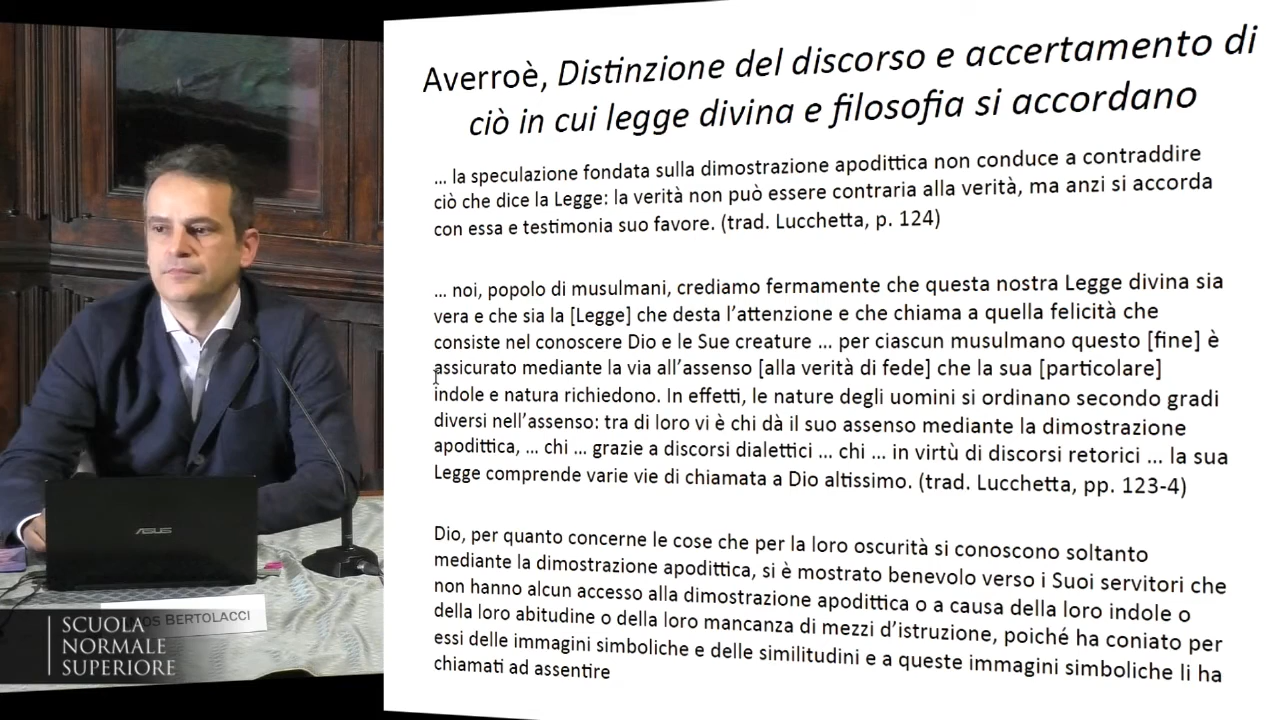 Averroè, Distinzione del discorso e accertamento di
ciò in cui legge divina e filosofia si accordano
... la speculazione fondata sulla dimostrazione apodittica non conduce a contraddire
ciò che dice la Legge: la verità non può essere contraria alla verità, ma anzi si accorda
con essa e testimonia suo favore. (trad. Lucchetta, p. 124)
... noi, popolo di musulmani, crediamo fermamente che questa nostra Legge divina sia
vera e che sia la [Legge] che desta l'attenzione e che chiama a quella felicità che
consiste nel conoscere Dio e le Sue creature ... per ciascun musulmano questo [fine] è
assicurato mediante la via all'assenso [alla verità di fede] che la sua [particolare]
indole e natura richiedono. In effetti, le nature degli uomini si ordinano secondo gradi
diversi nell'assenso: tra di loro vi è chi dà il suo assenso mediante la dimostrazione
apodittica, ... chi ... grazie a discorsi dialettici ... chi ... in virtù di discorsi retorici ... la sua
Legge comprende varie vie di chiamata a Dio altissimo. (trad. Lucchetta, pp. 123-4)
Dio, per quanto concerne le cose che per la loro oscurità si conoscono soltanto
mediante la dimostrazione apodittica, si è mostrato benevolo verso i Suoi servitori che
non hanno alcun accesso alla dimostrazione apodittica o a causa della loro indole o
della loro abitudine o della loro mancanza di mezzi d'istruzione, poiché ha coniato per
essi delle immagini simboliche e delle similitudini e a queste immagini simboliche li ha
chiamati ad assentire
ASUS
BERTOLACCI
SCUOLA
NORMALE
SUPERIORE